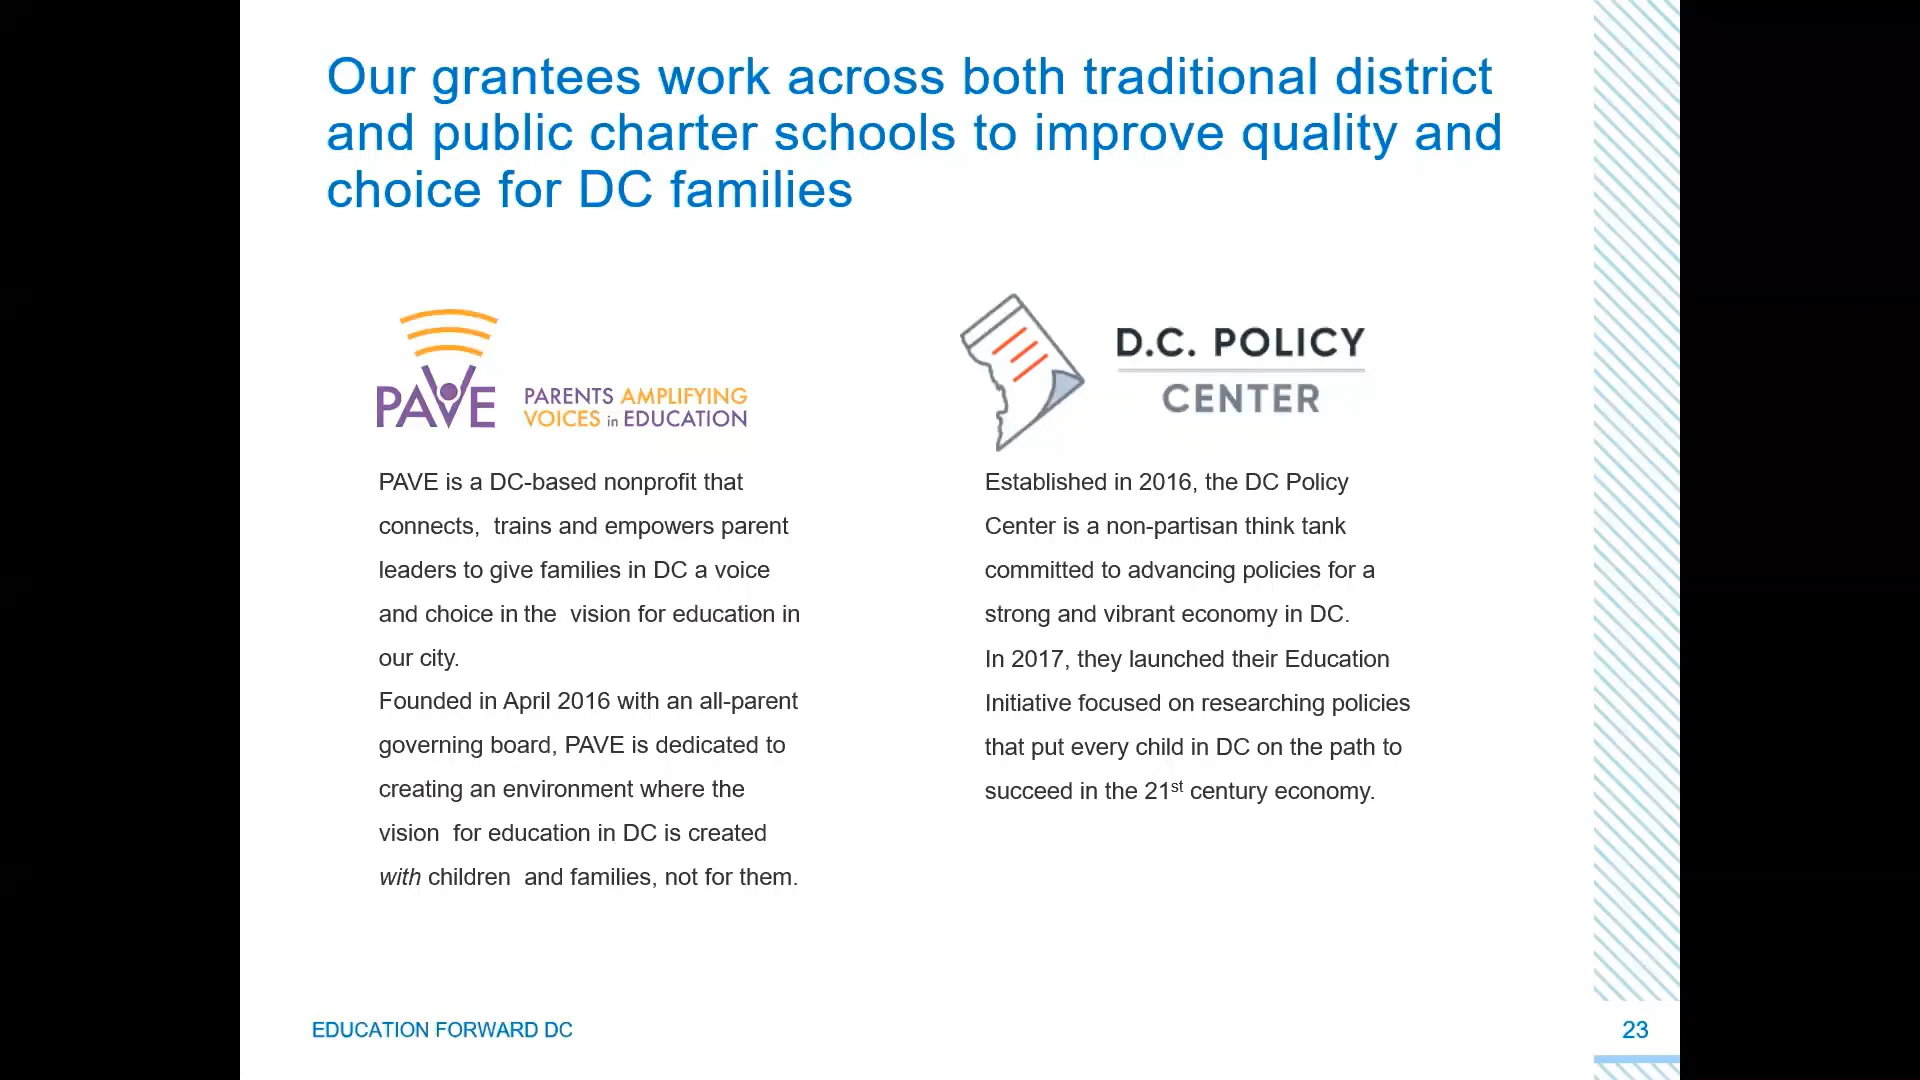 Our grantees work across both traditional district
and public charter schools to improve quality and
choice for DC families
PAVE
PARENTS AMPLIFYING
VOICES in EDUCATION
PAVE is a DC-based nonprofit that
connects, trains and empowers parent
leaders to give families in DC a voice
and choice in the vision for education in
our city.
Founded in April 2016 with an all-parent
governing board, PAVE is dedicated to
creating an environment where the
vision for education in DC is created
with children and families, not for them.
D.C. POLICY
CENTER
Established in 2016, the DC Policy
Center is a non-partisan think tank
committed to advancing policies for a
strong and vibrant economy in DC.
In 2017, they launched their Education
Initiative focused on researching policies
that put every child in DC on the path to
succeed in the 21st century economy.
EDUCATION FORWARD DC
23